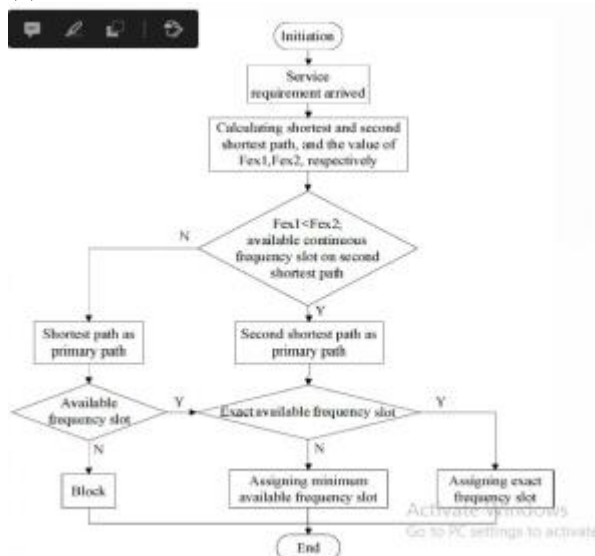 Initiation
Service
requirement arrived
Calculating shortest and second
shortest path, and the value of
Fex1,Fex2, respectively
Fex1<Fex2,
available continuous
frequency slot on second
shortest path
N
Y
Shortest path as
primary path
Second shortest path as
primary path
Available
frequency slot
Y
Exact available frequency slot
Y
N
N
Block
Assigning minimum
available frequency slot
Assigning exact
frequency slot
Activate Windows
Go to PC settings to activate
End